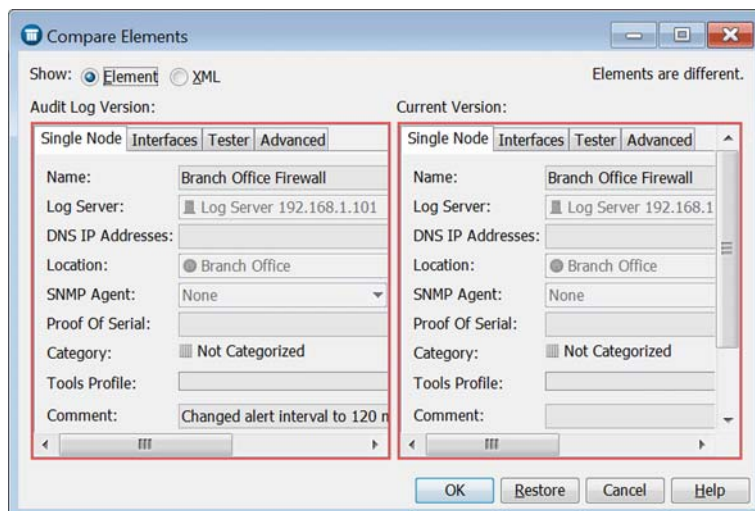 Compare Elements
Show: Element XML Elements are different.
Audit Log Version: Current Version:
Single Node Interfaces Tester Advanced Single Node Interfaces Tester Advanced
Name: Branch Office Firewall Name: Branch Office Firewall
Log Server: Log Server 192.168.1.101 Log Server: Log Server 192.168.1
DNS IP Addresses: DNS IP Addresses:
Location: Branch Office Location: Branch Office
SNMP Agent: None SNMP Agent: None
Proof Of Serial: Proof Of Serial:
Category: Not Categorized Category: Not Categorized
Tools Profile: Tools Profile:
Comment: Changed alert interval to 120 Comment:
OK Restore Cancel Help